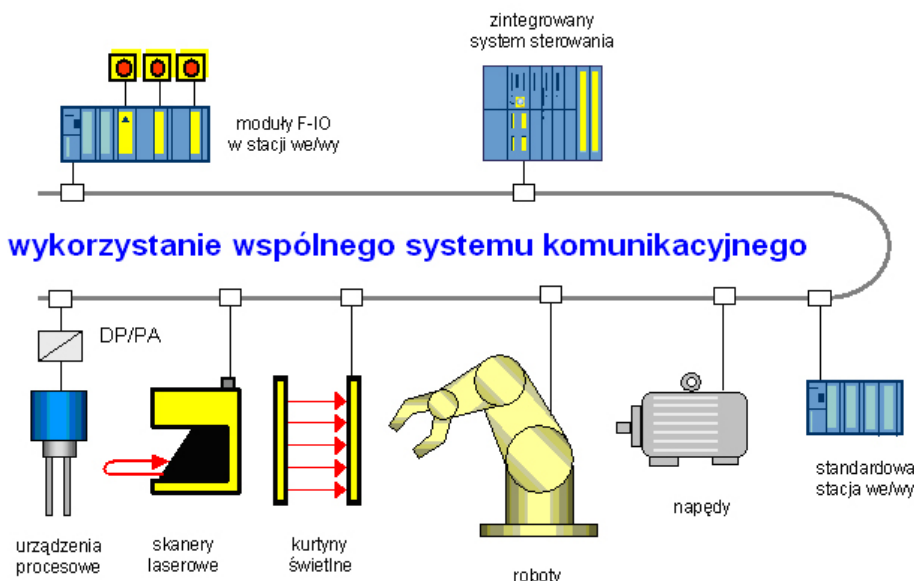 zintegrowany
system sterowania
moduły F-IO
w stacji we/wy
wykorzystanie wspólnego systemu komunikacyjnego
DP/PA
urządzenia
procesowe
skanery
laserowe
kurtyny
świetlne
roboty
napędy
standardowa
stacja we/wy